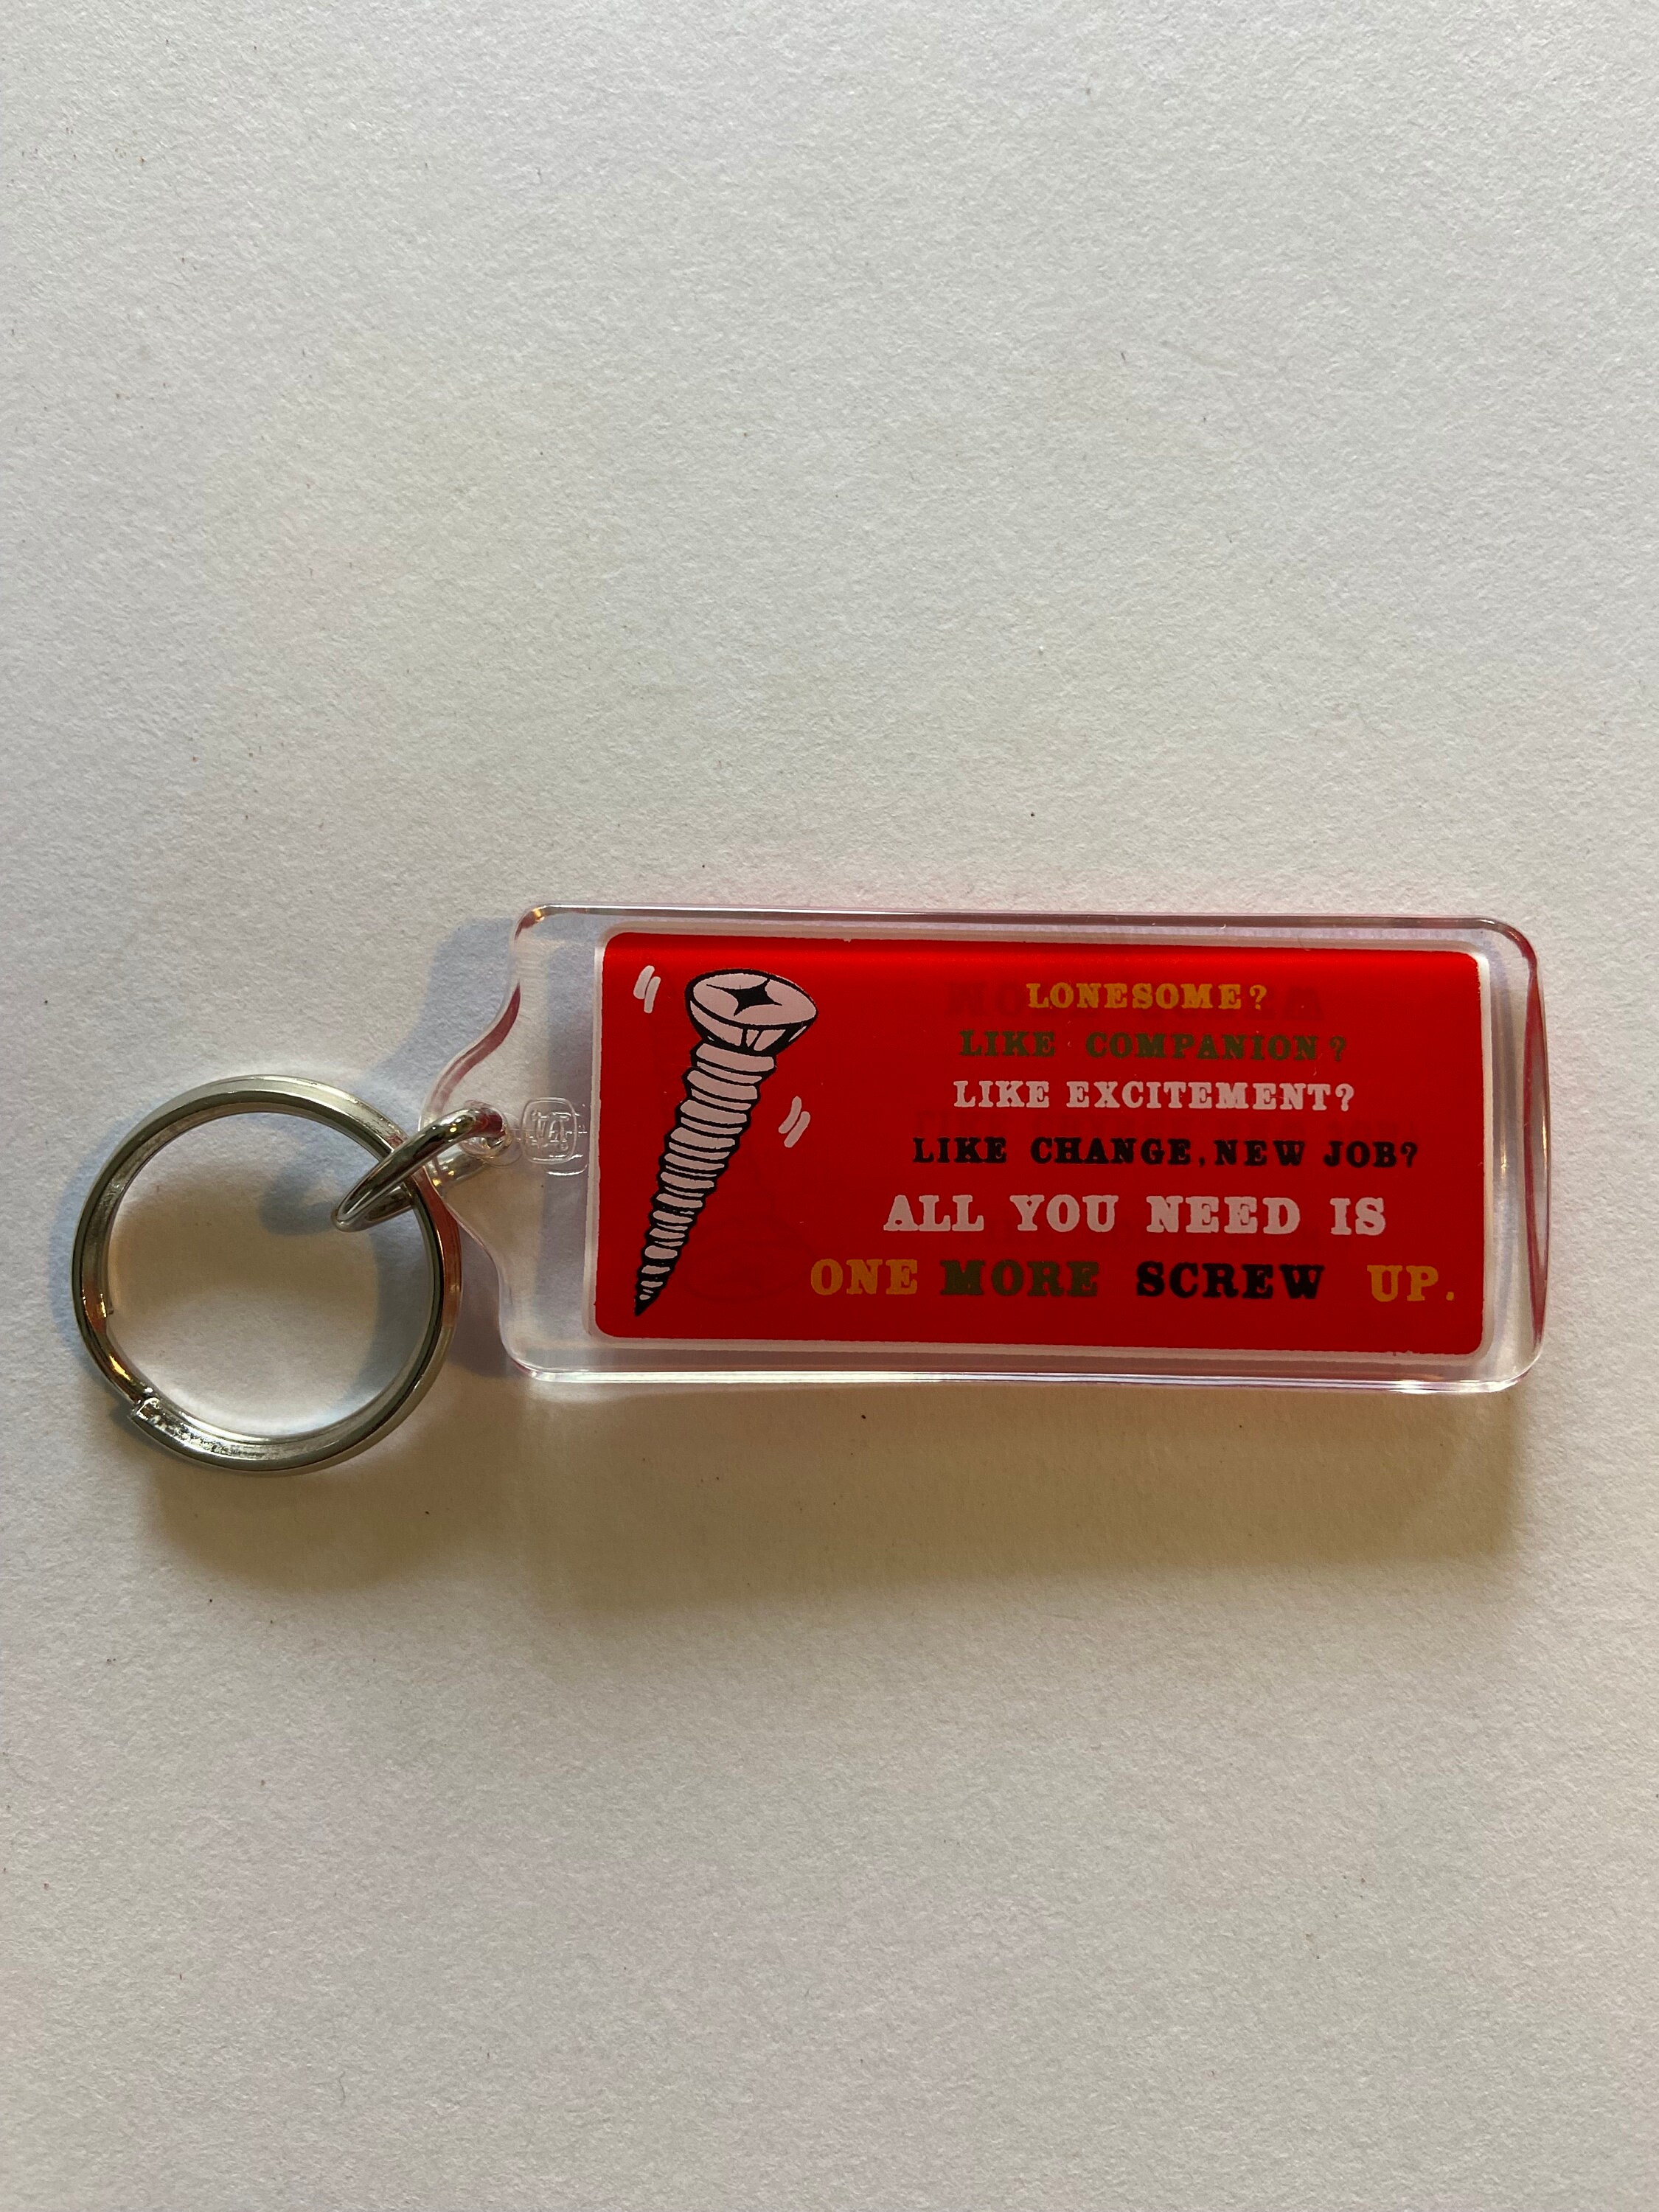 LONESOME?
LIKE COMPANION?
LIKE EXCITEMENT?
LIKE CHANGE, NEW JOB?
ALL YOU NEED IS
ONE MORE SCREW UP.